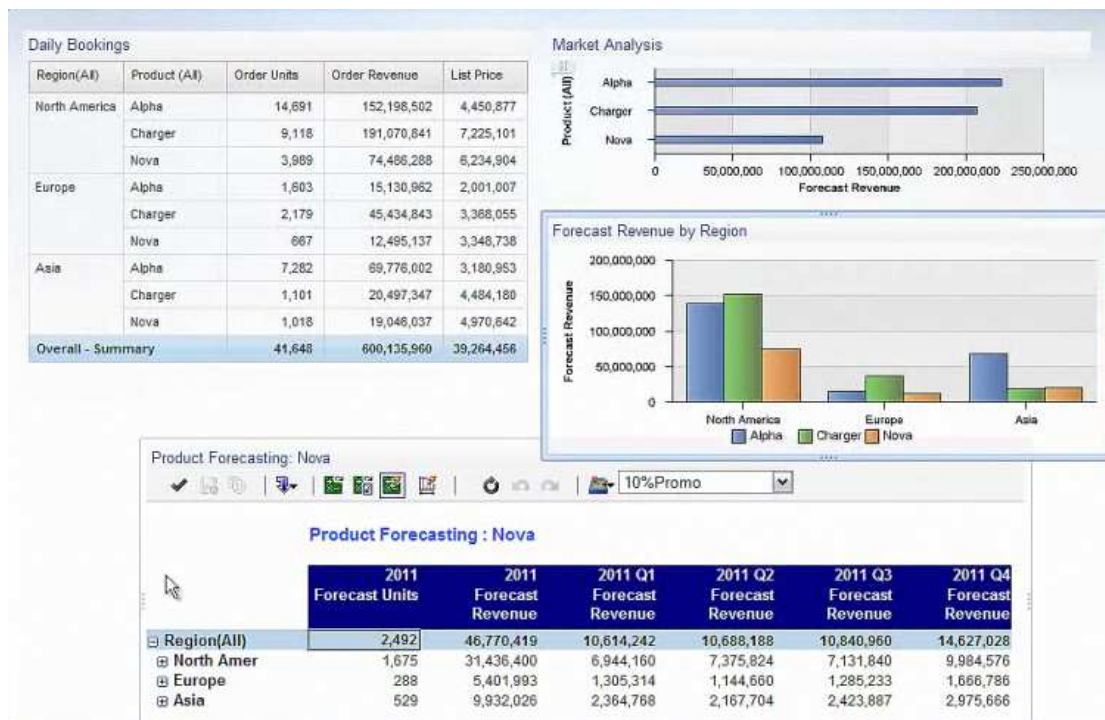 Daily Bookings
Region(All) Product (All) Order Units Order Revenue List Price
North America Alpha 14,691 152,198,502 4,450,877
Charger 9,118 191,070,841 7,225,101
Nova 3,989 74,486,288 6,234,904
Europe Alpha 1,603 15,130,962 2,001,007
Charger 2,179 45,434,843 3,368,055
Nova 667 12,495,137 3,348,738
Asia Alpha 7,282 69,776,002 3,180,953
Charger 1,101 20,497,347 4,484,180
Nova 1,018 19,046,037 4,970,642
Overall - Summary 41,648 600,135,960 39,264,456
Market Analysis
Product (All)
Alpha
Charger
Nova
0 50,000,000 100,000,000 150,000,000 200,000,000 250,000,000
Forecast Revenue
Forecast Revenue by Region
Forecast Revenue
200,000,000
150,000,000
100,000,000
50,000,000
0
North America Europe Asia
Alpha Charger Nova
Product Forecasting: Nova
10%Promo
Product Forecasting : Nova
2011 2011 2011 Q1 2011 Q2 2011 Q3 2011 Q4
Forecast Units Forecast Forecast Forecast Forecast Forecast
Revenue Revenue Revenue Revenue Revenue
Region(All) 2,492 46,770,419 10,614,242 10,688,188 10,840,960 14,627,028
North Amer 1,675 31,436,400 6,944,160 7,375,824 7,131,840 9,984,576
Europe 288 5,401,993 1,305,314 1,144,660 1,285,233 1,666,786
Asia 529 9,932,026 2,364,768 2,167,704 2,423,887 2,975,666